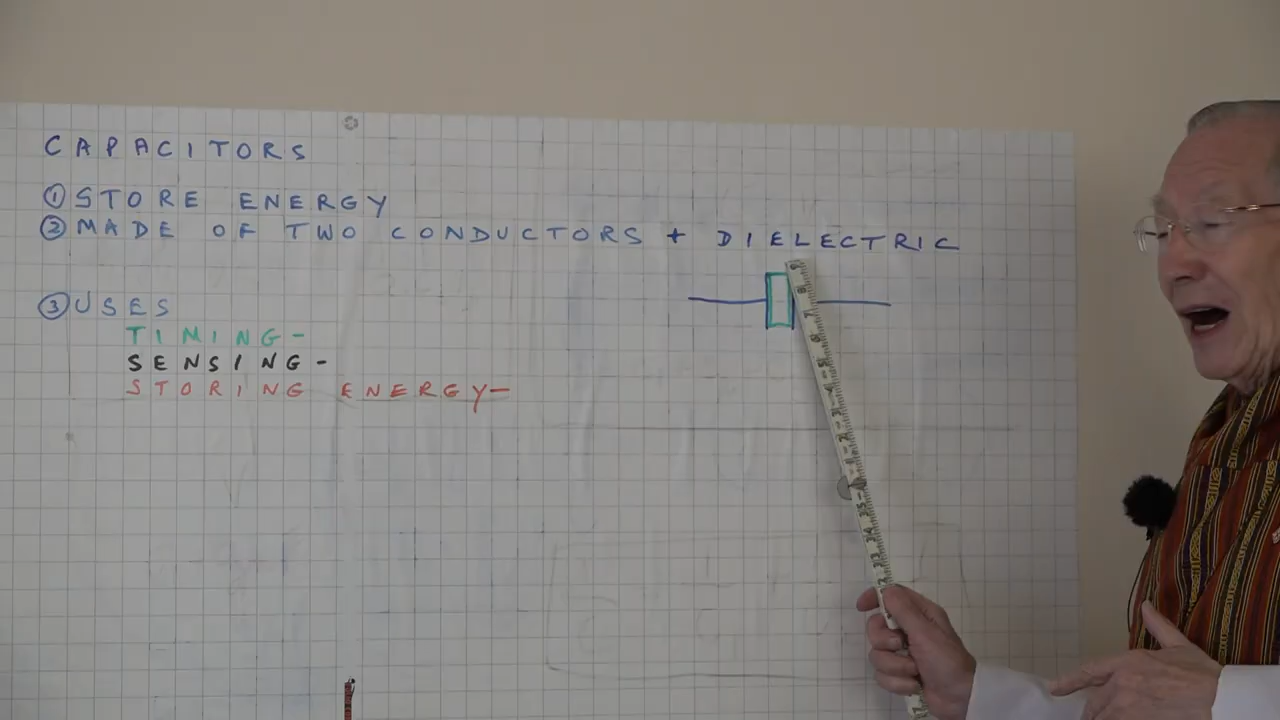 CAPACITORS
① STORE ENERGY
② MADE OF TWO CONDUCTORS + DIELECTRIC
③ USES
TIMING -
SENSING -
STORING ENERGY -